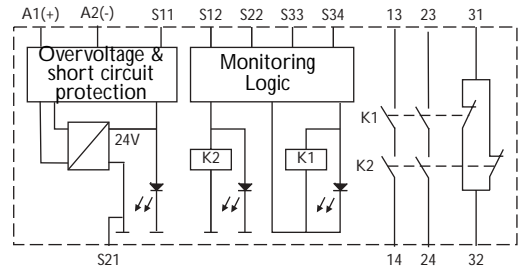 A1(+) A2(-) S11 S12 S22 S33 S34 13 23 31
Overvoltage &
short circuit
protection
Monitoring
Logic
24V
K1
K2 K1 K2
S21 14 24 32